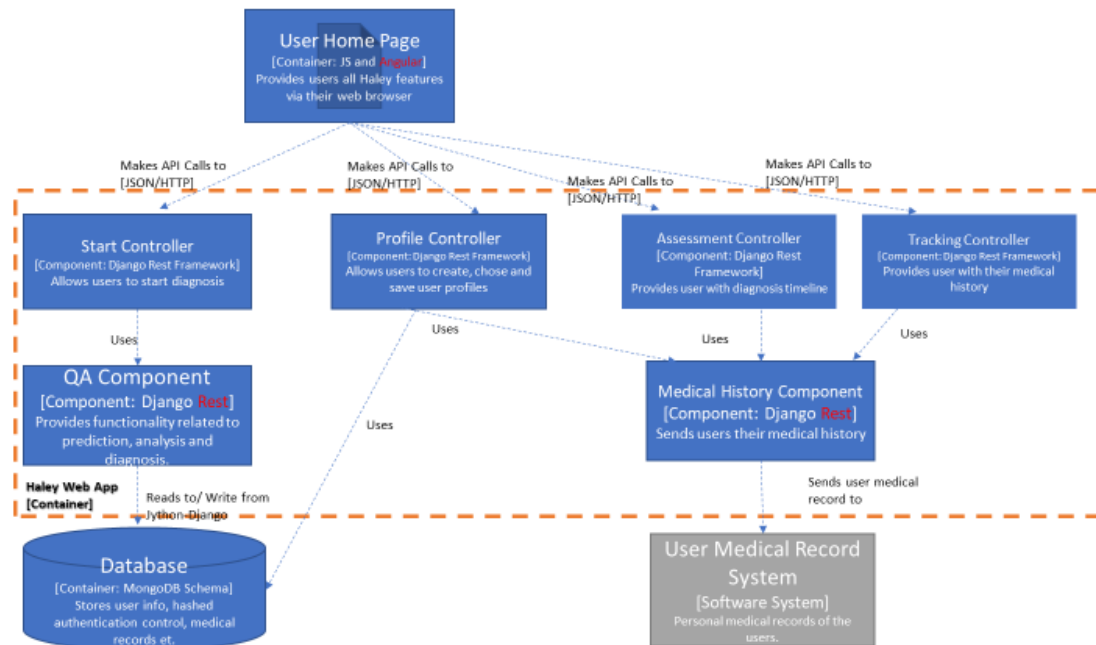 User Home Page
[Container: JS and Angular]
Provides users all Haley features
via their web browser
Makes API Calls to
[JSON/HTTP]
Makes API Calls to
[JSON/HTTP]
Makes API Calls to
[JSON/HTTP]
Makes API Calls to
[JSON/HTTP]
Start Controller
[Component: Django Rest Framework]
Allows users to start diagnosis
Profile Controller
[Component: Django Rest Framework]
Allows users to create, chose and
save user profiles
Assessment Controller
[Component: Django Rest
Framework]
Provides user with diagnosis timeline
Tracking Controller
[Component: Django Rest Framework]
Provides user with their medical
history
Uses
Uses
Uses
Uses
QA Component
[Component: Django Rest]
Provides functionality related to
prediction, analysis and
diagnosis.
Medical History Component
[Component: Django Rest]
Sends users their medical history
Uses
Haley Web App
[Container]
Reads to/ Write from
Jython-Django
Sends user medical
record to
Database
[Container: MongoDB Schema]
Stores user info, hashed
authentication control, medical
records et.
User Medical Record
System
[Software System]
Personal medical records of the
users.